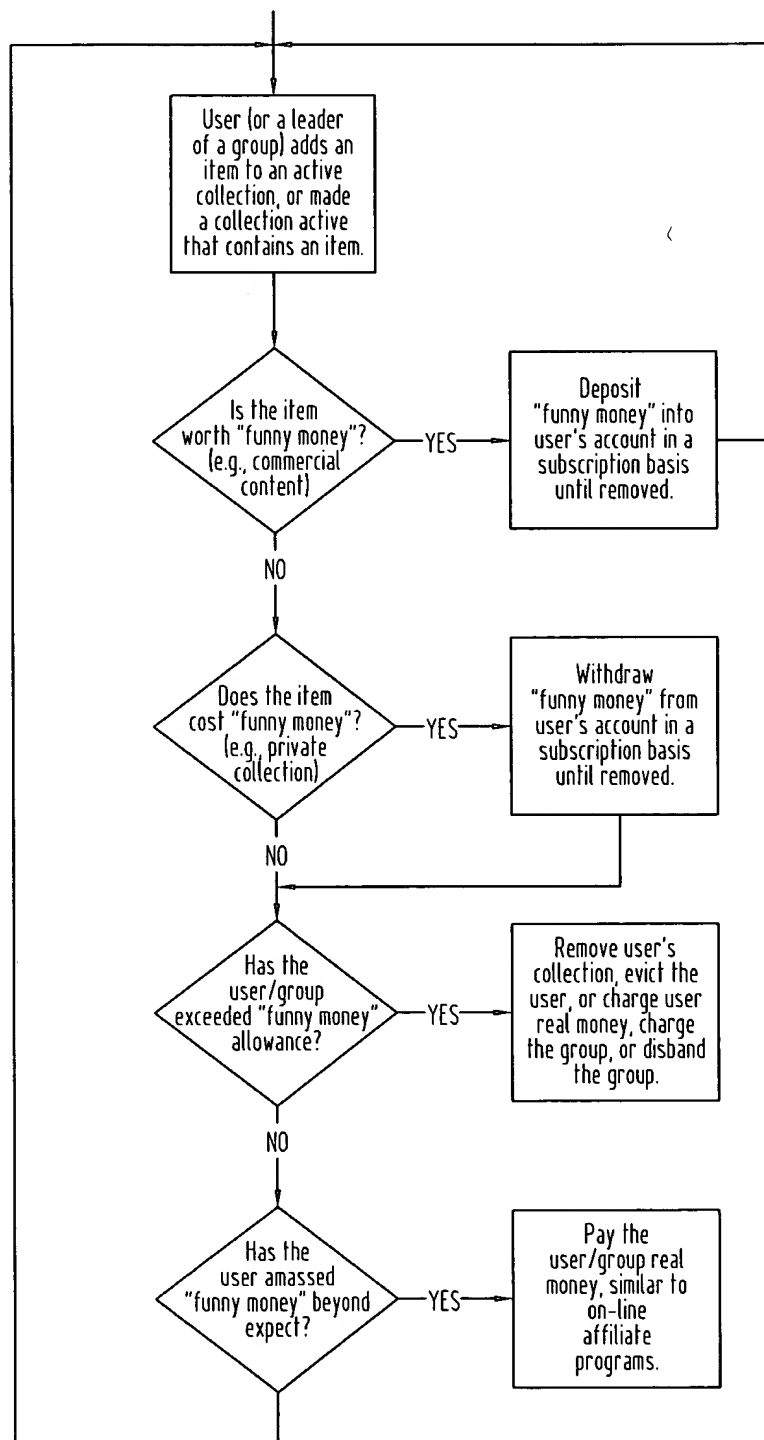 User (or a leader
of a group) adds an
item to an active
collection, or made
a collection active
that contains an item.
Is the item
worth "funny money"?
(e.g., commercial
content)
YES
Deposit
"funny money" into
user's account in a
subscription basis
until removed.
NO
Does the item
cost "funny money"?
(e.g., private
collection)
YES
Withdraw
"funny money" from
user's account in a
subscription basis
until removed.
NO
Has the
user/group
exceeded "funny money"
allowance?
YES
Remove user's
collection, evict the
user, or charge user
real money, charge
the group, or disband
the group.
NO
Has the
user amassed
"funny money" beyond
expect?
YES
Pay the
user/group real
money, similar to
on-line
affiliate
programs.